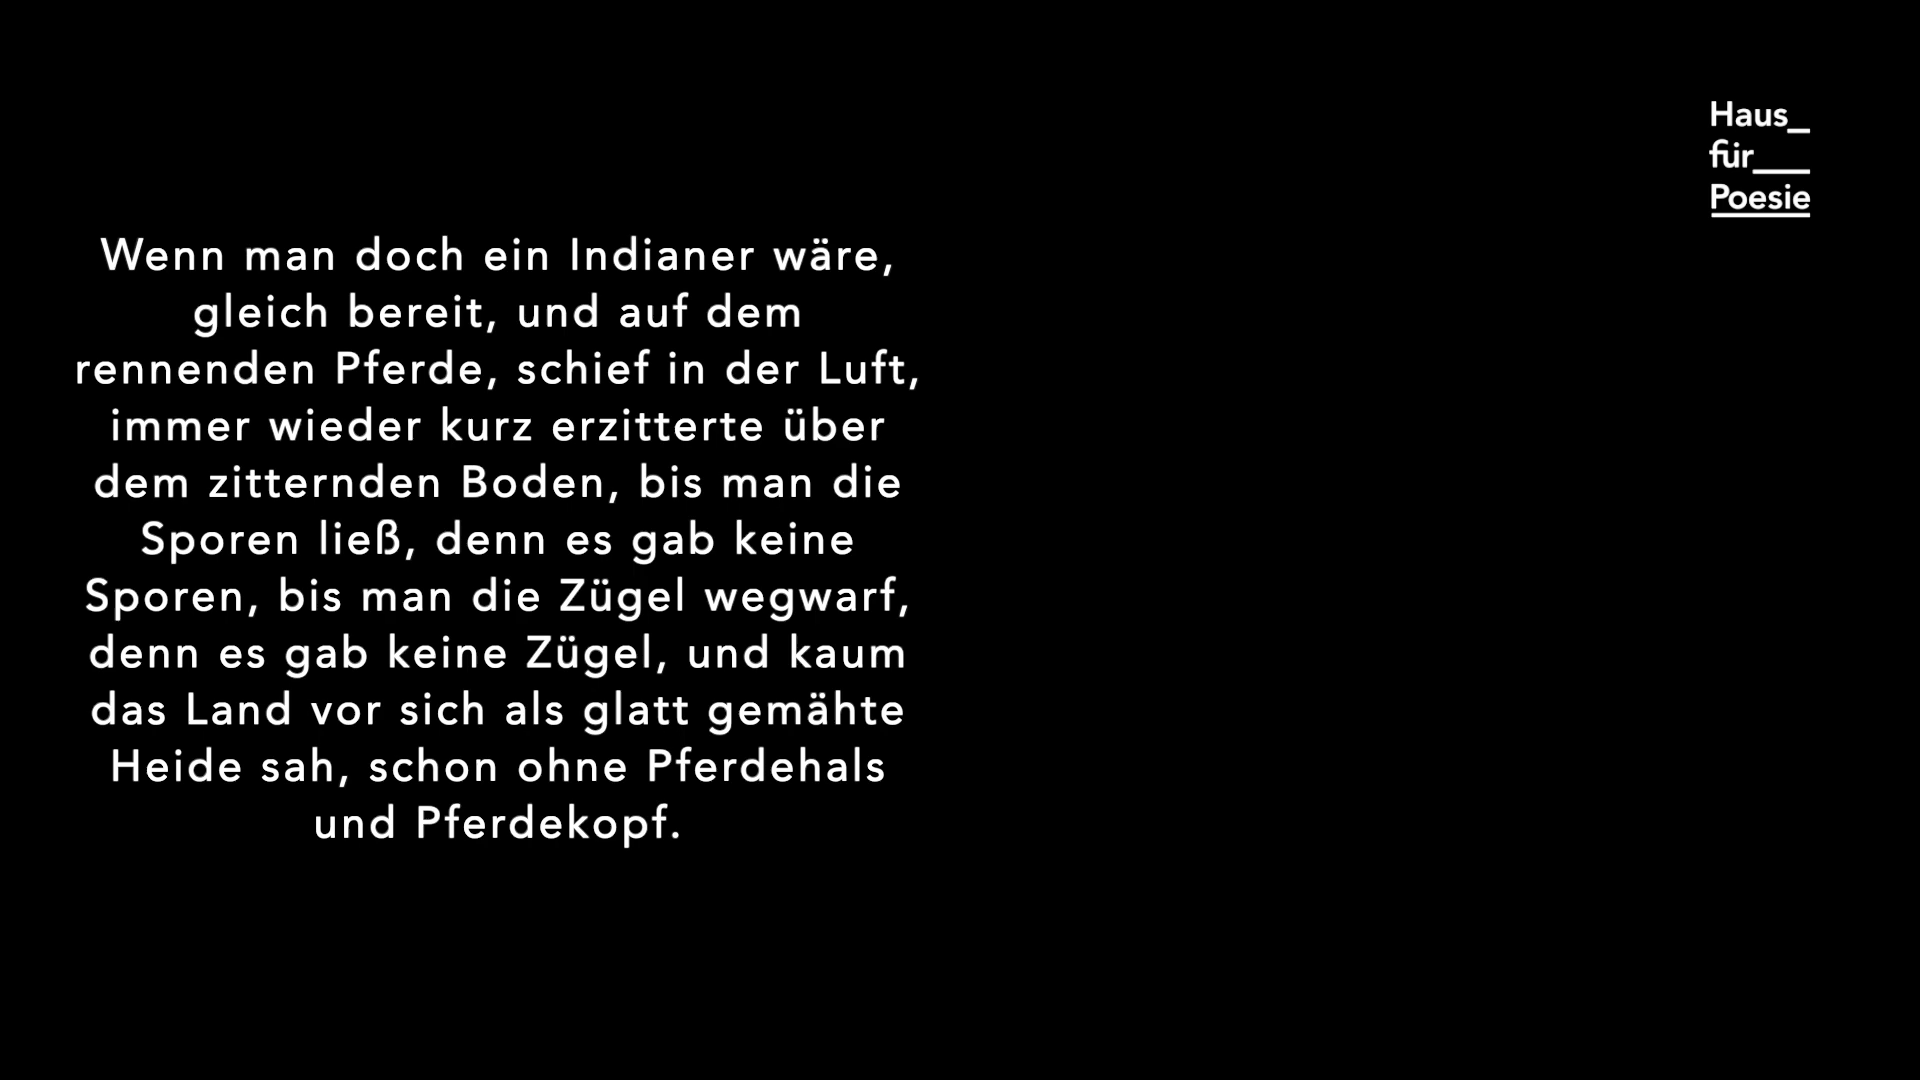 Haus_
für___
Poesie
Wenn man doch ein Indianer wäre,
gleich bereit, und auf dem
rennenden Pferde, schief in der Luft,
immer wieder kurz erzitterte über
dem zitternden Boden, bis man die
Sporen ließ, denn es gab keine
Sporen, bis man die Zügel wegwarf,
denn es gab keine Zügel, und kaum
das Land vor sich als glatt gemähte
Heide sah, schon ohne Pferdehals
und Pferdekopf.